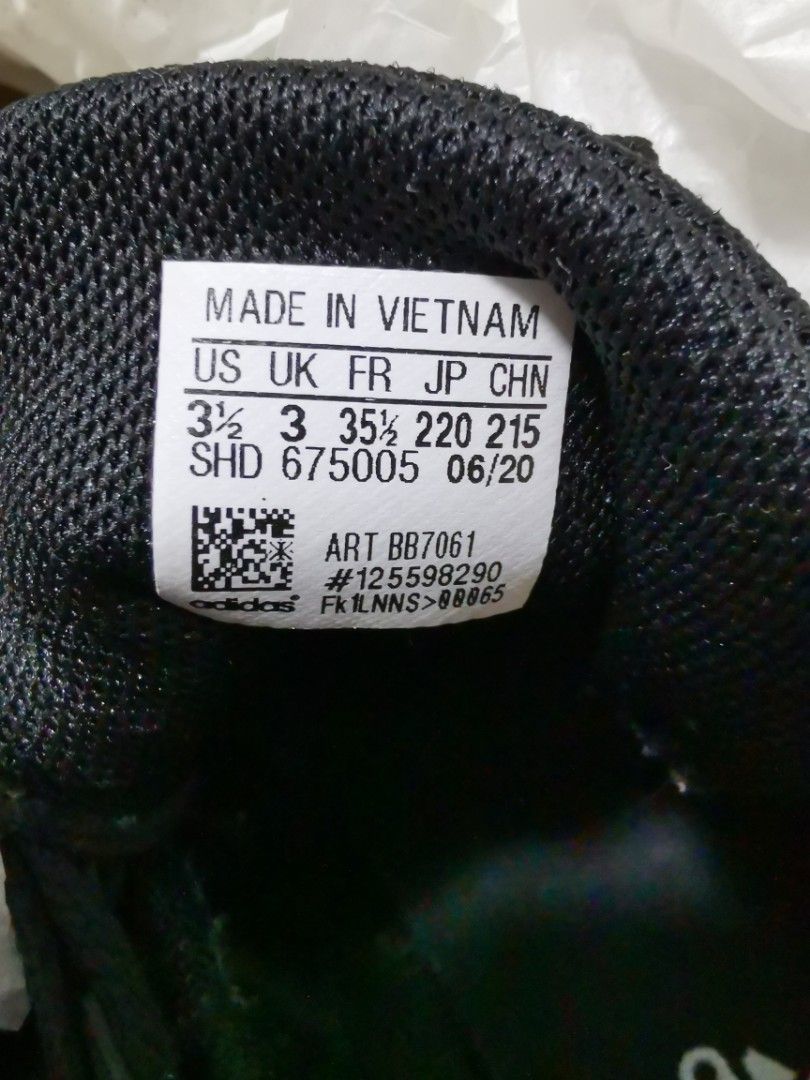 MADE IN VIETNAM
US UK FR JP CHN
3½ 3 35½ 220 215
SHD 675005 06/20
ART BB7061
#125598290
adidas® Fk1LNNS>00065